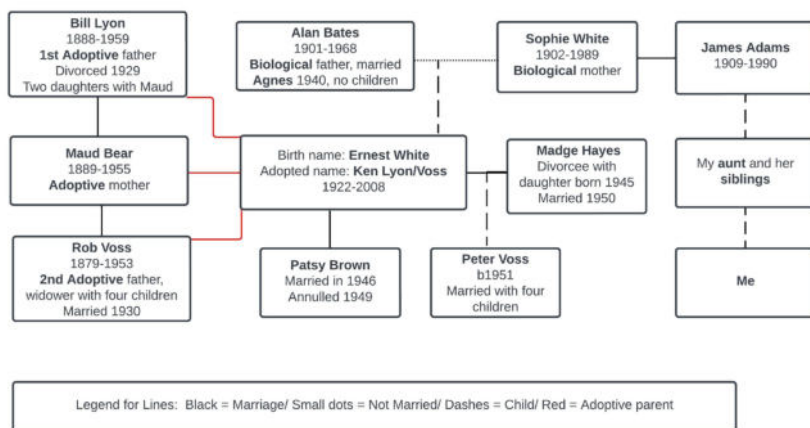 Bill Lyon
1888-1959
1st Adoptive father
Divorced 1929
Two daughters with Maud
Alan Bates
1901-1968
Biological father, married
Agnes 1940, no children
Sophie White
1902-1989
Biological mother
James Adams
1909-1990
Maud Bear
1889-1955
Adoptive mother
Birth name: Ernest White
Adopted name: Ken Lyon/Voss
1922-2008
Madge Hayes
Divorcee with
daughter born 1945
Married 1950
My aunt and her
siblings
Rob Voss
1879-1953
2nd Adoptive father,
widower with four children
Married 1930
Patsy Brown
Married in 1946
Annulled 1949
Peter Voss
b1951
Married with four
children
Me
Legend for Lines: Black = Marriage/ Small dots = Not Married/ Dashes = Child/ Red = Adoptive parent